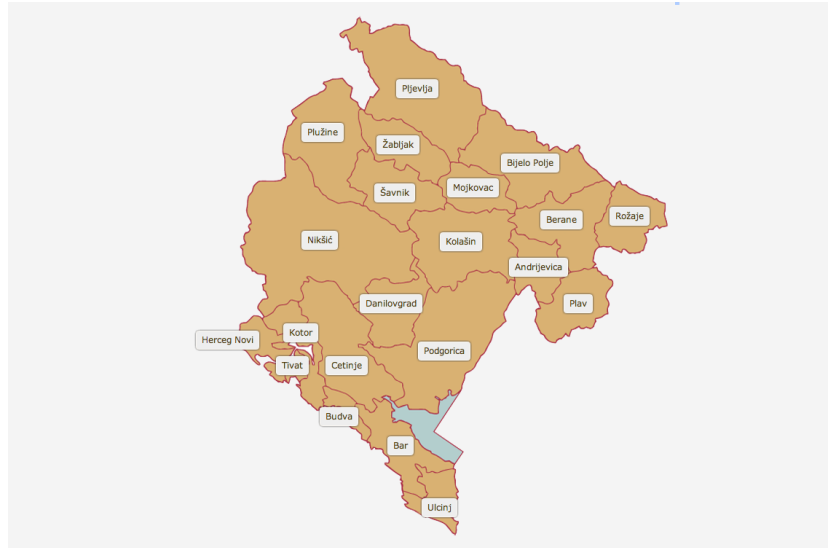 Pljevlja
Plužine
Žabljak
Bijelo Polje
Šavnik
Mojkovac
Berane
Rožaje
Nikšić
Kolašin
Andrijevica
Danilovgrad
Plav
Kotor
Herceg Novi
Podgorica
Tivat
Cetinje
Budva
Bar
Ulcinj